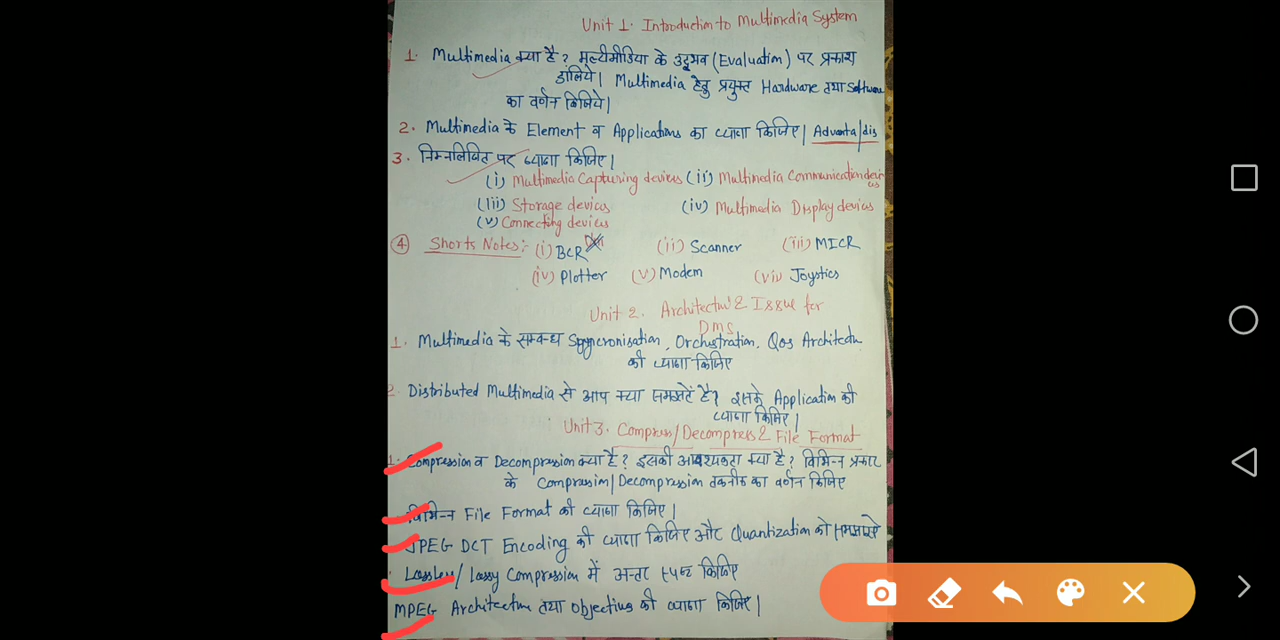 Unit 1. Introduction to Multimedia System
1. Multimedia क्या है? मल्टीमीडिया के उद्भव (Evaluation) पर प्रकाश
डालिये। Multimedia हेतु प्रयुक्त Hardware तथा Software
का वर्णन किजिये।
2. Multimedia के Element व Applications का व्याख्या किजिए। Advanta/dis
3. निम्नलिखित पर व्याख्या किजिए।
(i) Multimedia Capturing devices (ii) Multimedia Communication devices
(iii) Storage devices (iv) Multimedia Display devices
(v) Connecting devices
4 Shorts Notes:- (i) BCR (ii) Scanner (iii) MICR
(iv) Plotter (v) Modem (viv Joystics
Unit 2. Architectu & Issue for
DMS
1. Multimedia के सम्बन्ध Syncronisation, Orchestration, Qos Architectu
की व्याख्या किजिए
2 Distributed Multimedia से आप क्या समझतें है? इसके Application की
व्याख्या किजिए।
Unit 3. Compress/Decompress & File Format
1. Compression व Decompression क्या है? इसकी आवश्यकता क्या है? विभिन्न प्रकार
के Compression/Decompression तकनीक का वर्णन किजिए
विभिन्न File Format की व्याख्या किजिए।
JPEG DCT Encoding की व्याख्या किजिए और Quantization को समझाइये
Lossless/Lossy Compression में अन्तर स्पष्ट किजिए
MPEG Architecture तथा Objectives की व्याख्या किजिए।